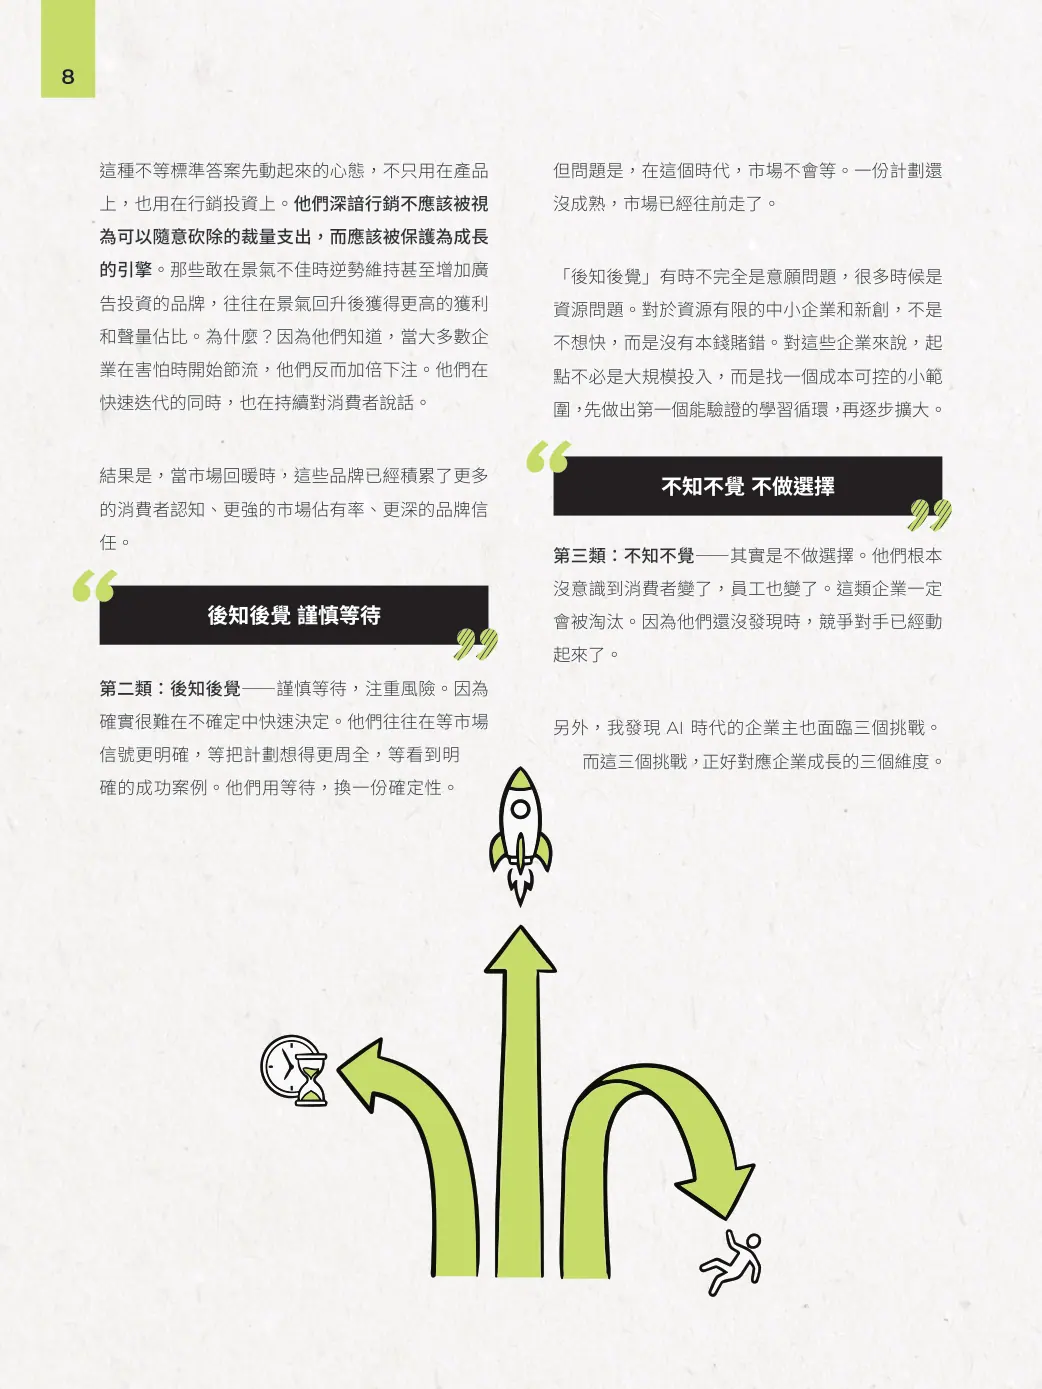 8
這種不等標準答案先動起來的心態，不只用在產品
上，也用在行銷投資上。他們深諳行銷不應該被視
為可以隨意砍除的裁量支出，而應該被保護為成長
的引擎。那些敢在景氣不佳時逆勢維持甚至增加廣
告投資的品牌，往往在景氣回升後獲得更高的獲利
和聲量佔比。為什麼？因為他們知道，當大多數企
業在害怕時開始節流，他們反而加倍下注。他們在
快速迭代的同時，也在持續對消費者說話。
結果是，當市場回暖時，這些品牌已經積累了更多
的消費者認知、更強的市場佔有率、更深的品牌信
任。
“
後知後覺 謹慎等待
”
第二類：後知後覺——謹慎等待，注重風險。因為
確實很難在不確定中快速決定。他們往往在等市場
信號更明確，等把計劃想得更周全，等看到明
確的成功案例。他們用等待，換一份確定性。
但問題是，在這個時代，市場不會等。一份計劃還
沒成熟，市場已經往前走了。
「後知後覺」有時不完全是意願問題，很多時候是
資源問題。對於資源有限的中小企業和新創，不是
不想快，而是沒有本錢賭錯。對這些企業來說，起
點不必是大規模投入，而是找一個成本可控的小範
圍，先做出第一個能驗證的學習循環，再逐步擴大。
“
不知不覺 不做選擇
”
第三類：不知不覺——其實是不做選擇。他們根本
沒意識到消費者變了，員工也變了。這類企業一定
會被淘汰。因為他們還沒發現時，競爭對手已經動
起來了。
另外，我發現 AI 時代的企業主也面臨三個挑戰。
而這三個挑戰，正好對應企業成長的三個維度。